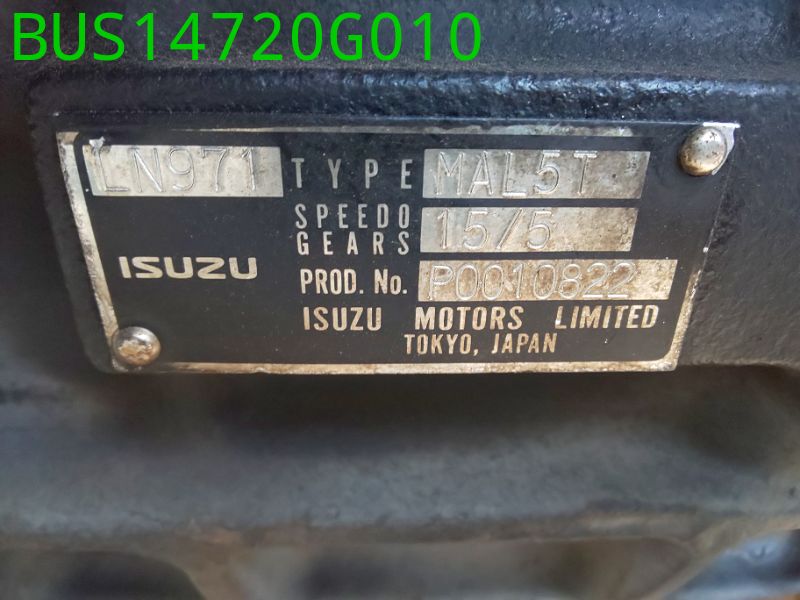 BUS14720G010
LN971 TYPE MAL5T
SPEEDO GEARS 15/5
ISUZU PROD. No. P0010822
ISUZU MOTORS LIMITED
TOKYO, JAPAN